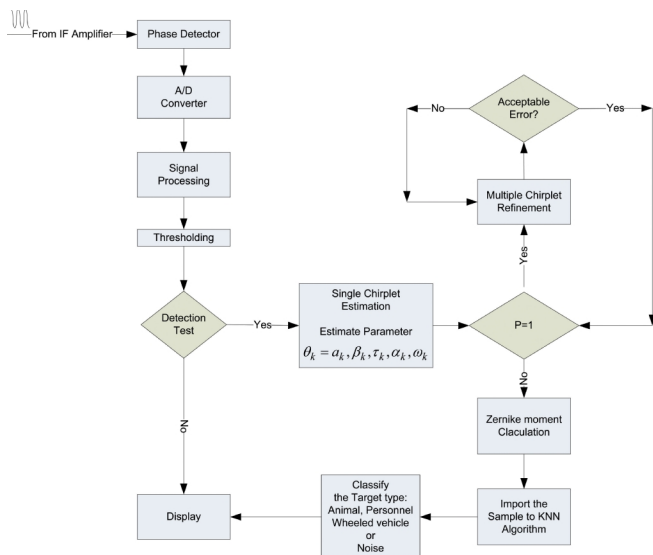 From IF Amplifier
Phase Detector
A/D
Converter
Signal
Processing
Thresholding
Detection
Test
Yes
No
Display
Single Chirplet
Estimation
Estimate Parameter
θk = ak, βk, τk, αk, ωk
P=1
Yes
No
Multiple Chirplet
Refinement
Acceptable
Error?
No
Yes
Zernike moment
Claculation
Import the
Sample to KNN
Algorithm
Classify
the Target type:
Animal, Personnel
Wheeled vehicle
or
Noise